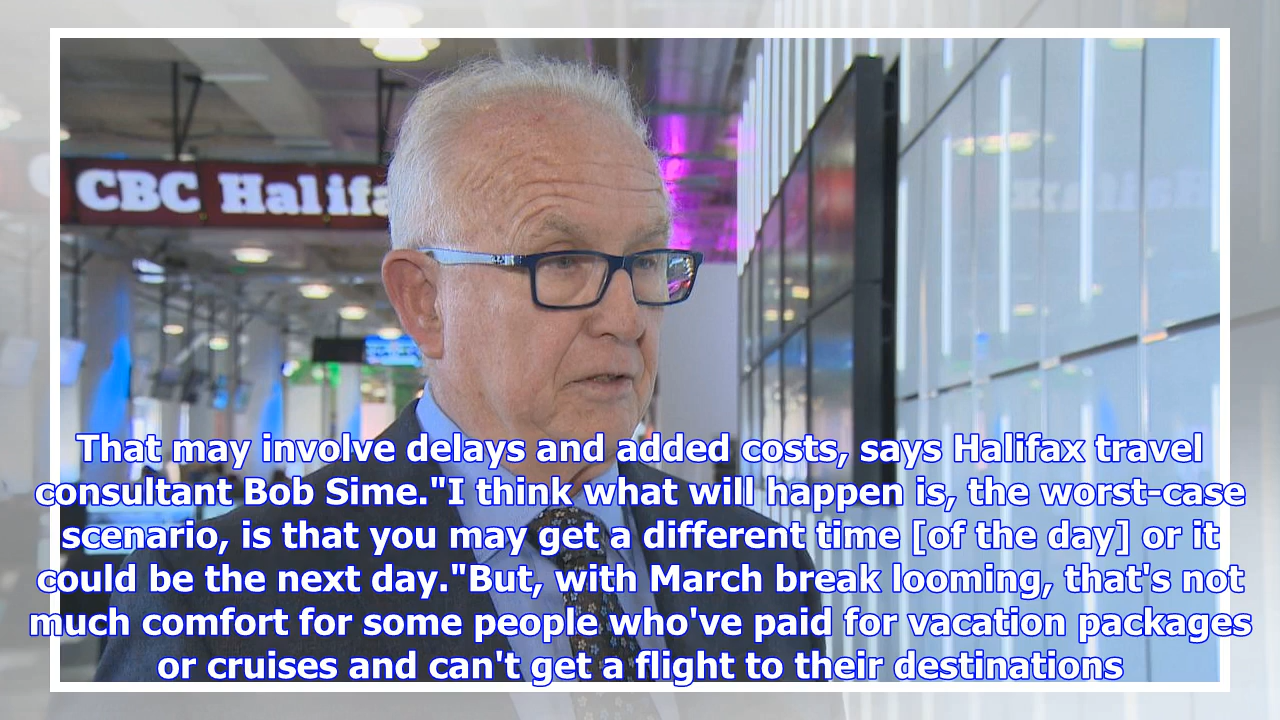 CBC Halifa
That may involve delays and added costs, says Halifax travel
consultant Bob Sime."I think what will happen is, the worst-case
scenario, is that you may get a different time [of the day] or it
could be the next day."But, with March break looming, that's not
much comfort for some people who've paid for vacation packages
or cruises and can't get a flight to their destinations